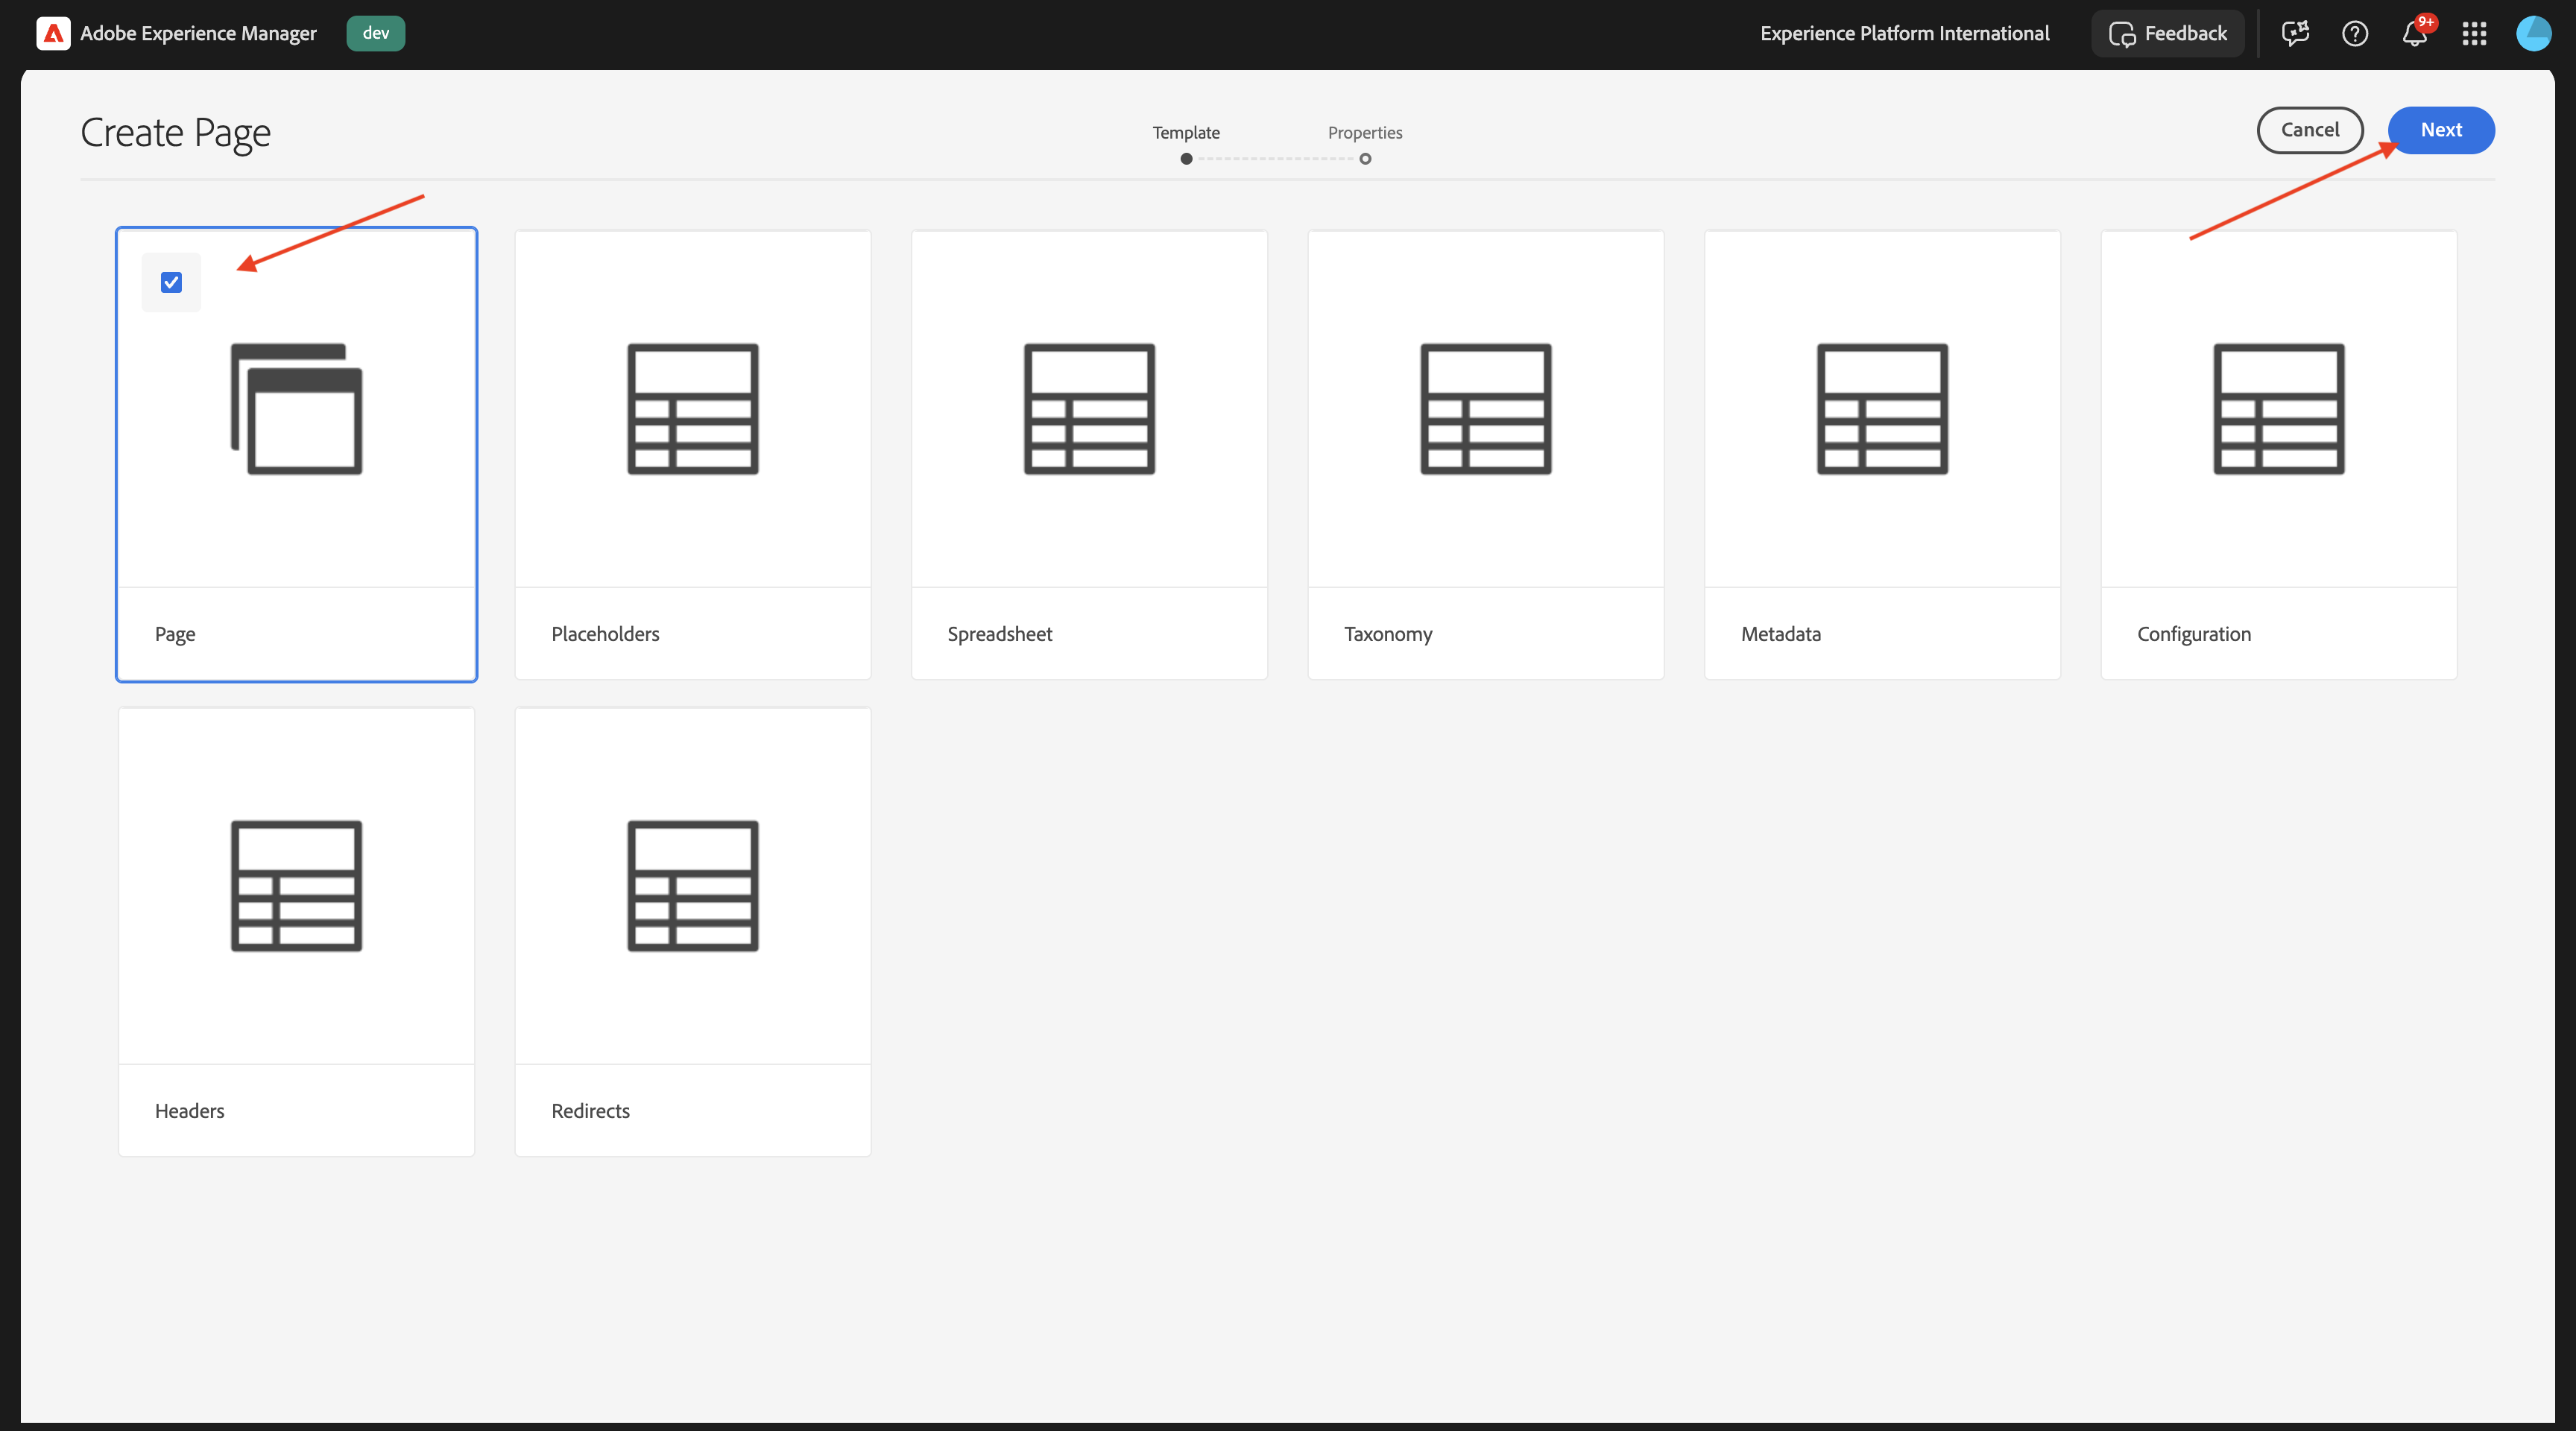 Adobe Experience Manager dev Experience Platform International Feedback 9+
Create Page Template Properties Cancel Next
Page Placeholders Spreadsheet Taxonomy Metadata Configuration
Headers Redirects